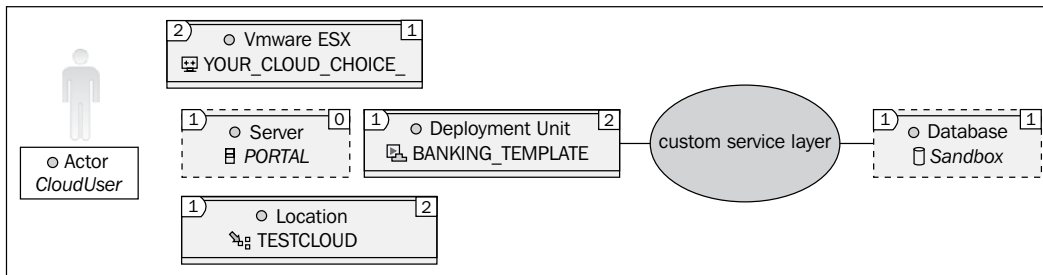 2 1
Vmware ESX
YOUR_CLOUD_CHOICE_
Actor
CloudUser
1 0
Server
PORTAL
1 2
Deployment Unit
BANKING_TEMPLATE
custom service layer
1 1
Database
Sandbox
1 2
Location
TESTCLOUD